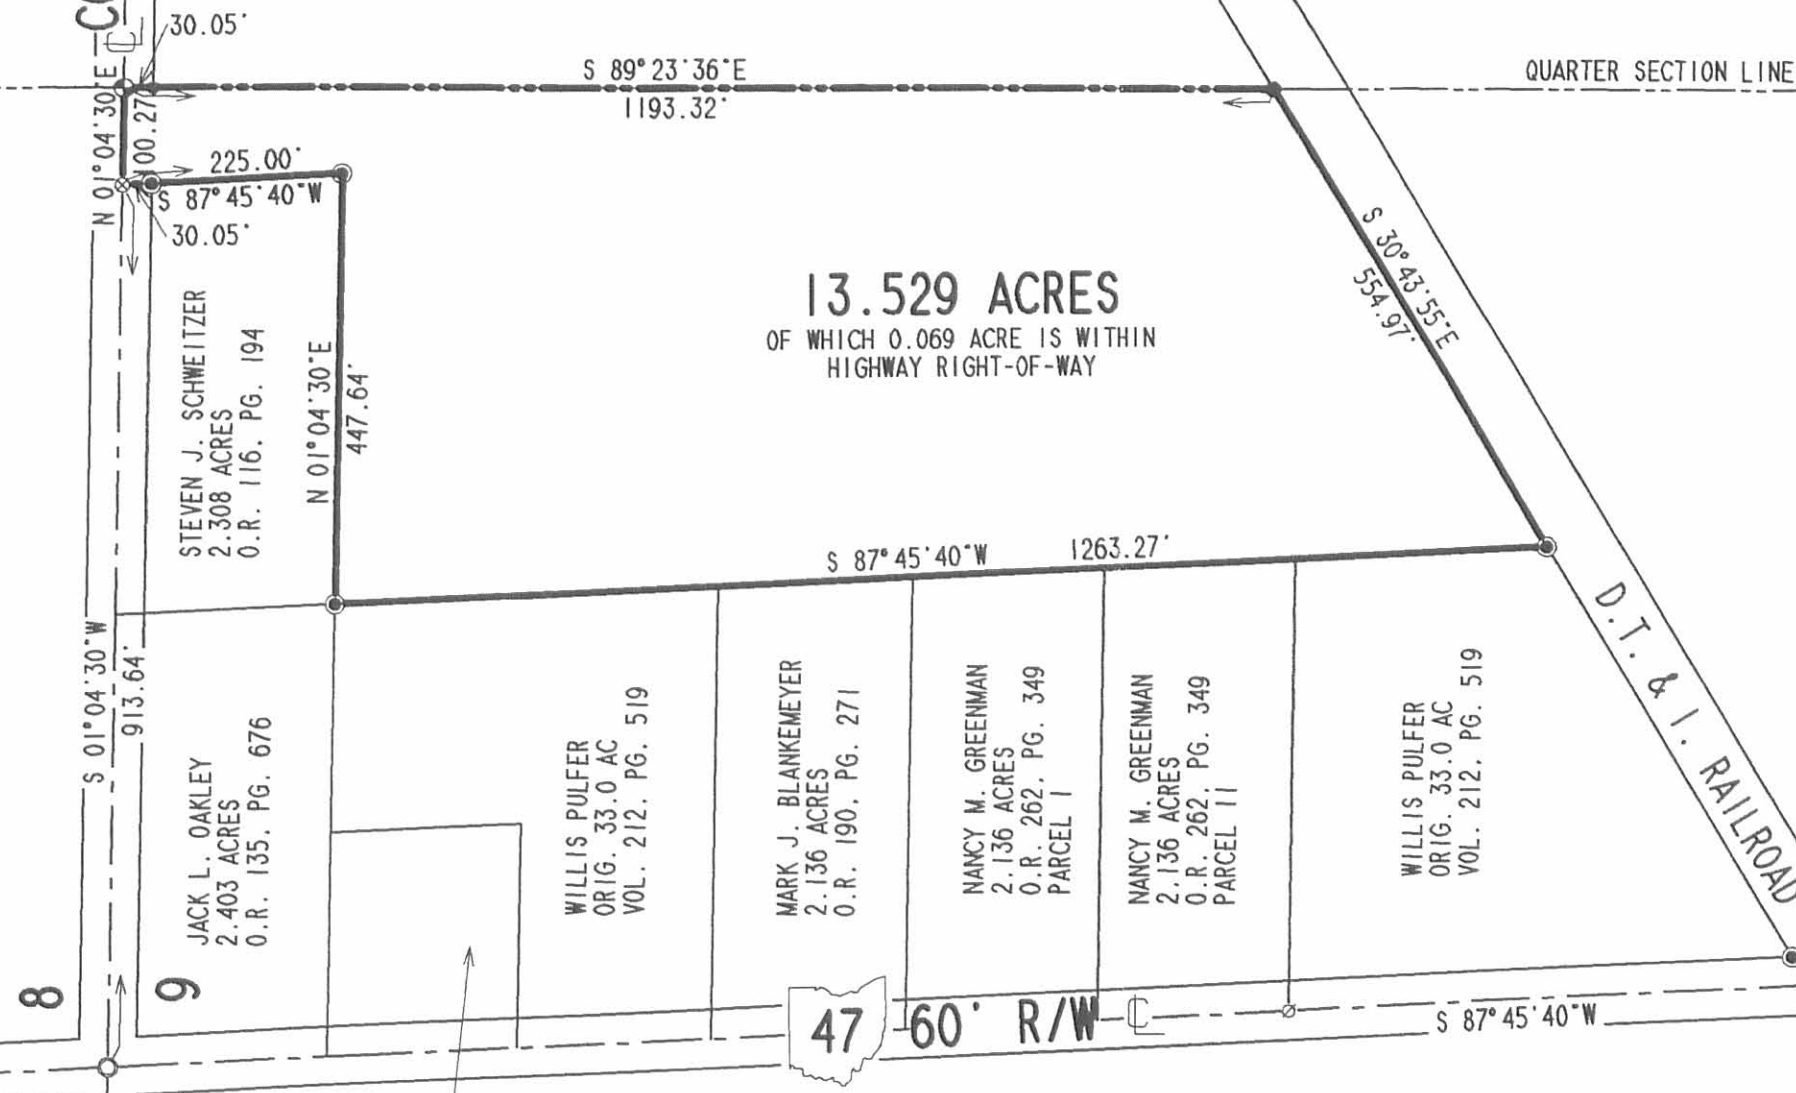 30.05'
S 89°23'36"E
1193.32'
QUARTER SECTION LINE
N 01°04'30"E
100.27'
225.00'
S 87°45'40"W
30.05'
13.529 ACRES
OF WHICH 0.069 ACRE IS WITHIN
HIGHWAY RIGHT-OF-WAY
S 30°43'55"E
554.97'
STEVEN J. SCHWEITZER
2.308 ACRES
O.R. 116, PG. 194
N 01°04'30"E
447.64'
S 87°45'40"W 1263.27'
S 01°04'30"W
913.64'
D.T. & I. RAILROAD
JACK L. OAKLEY
2.403 ACRES
O.R. 135, PG. 676
WILLIS PULFER
ORIG. 33.0 AC
VOL. 212, PG. 519
MARK J. BLANKEMEYER
2.136 ACRES
O.R. 190, PG. 271
NANCY M. GREENMAN
2.136 ACRES
O.R. 262, PG. 349
PARCEL I
NANCY M. GREENMAN
2.136 ACRES
O.R. 262, PG. 349
PARCEL II
WILLIS PULFER
ORIG. 33.0 AC
VOL. 212, PG. 519
8
9
47
60' R/W
S 87°45'40"W